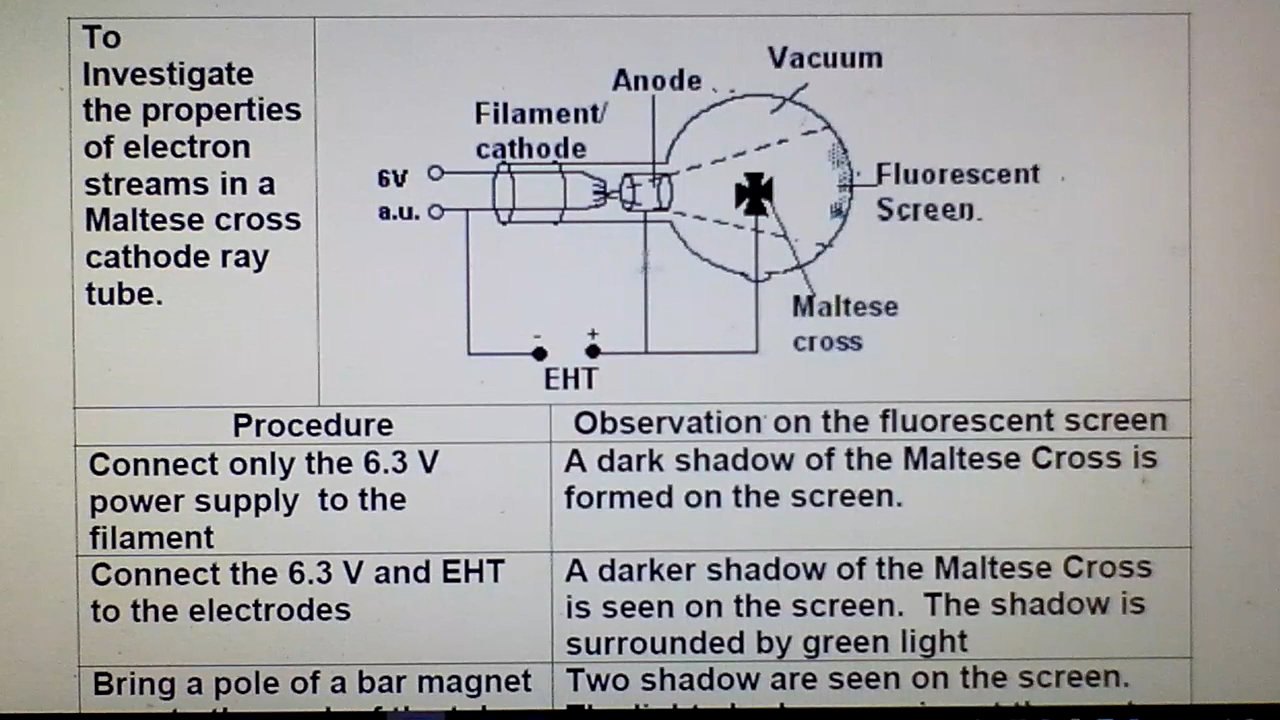 To
Investigate
the properties
of electron
streams in a
Maltese cross
cathode ray
tube.
Vacuum
Anode
Filament/
cathode
6V
a.u.
Fluorescent
Screen.
Maltese
cross
-
+
EHT
Procedure
Observation on the fluorescent screen
Connect only the 6.3 V
power supply to the
filament
A dark shadow of the Maltese Cross is
formed on the screen.
Connect the 6.3 V and EHT
to the electrodes
A darker shadow of the Maltese Cross
is seen on the screen. The shadow is
surrounded by green light
Bring a pole of a bar magnet
Two shadow are seen on the screen.